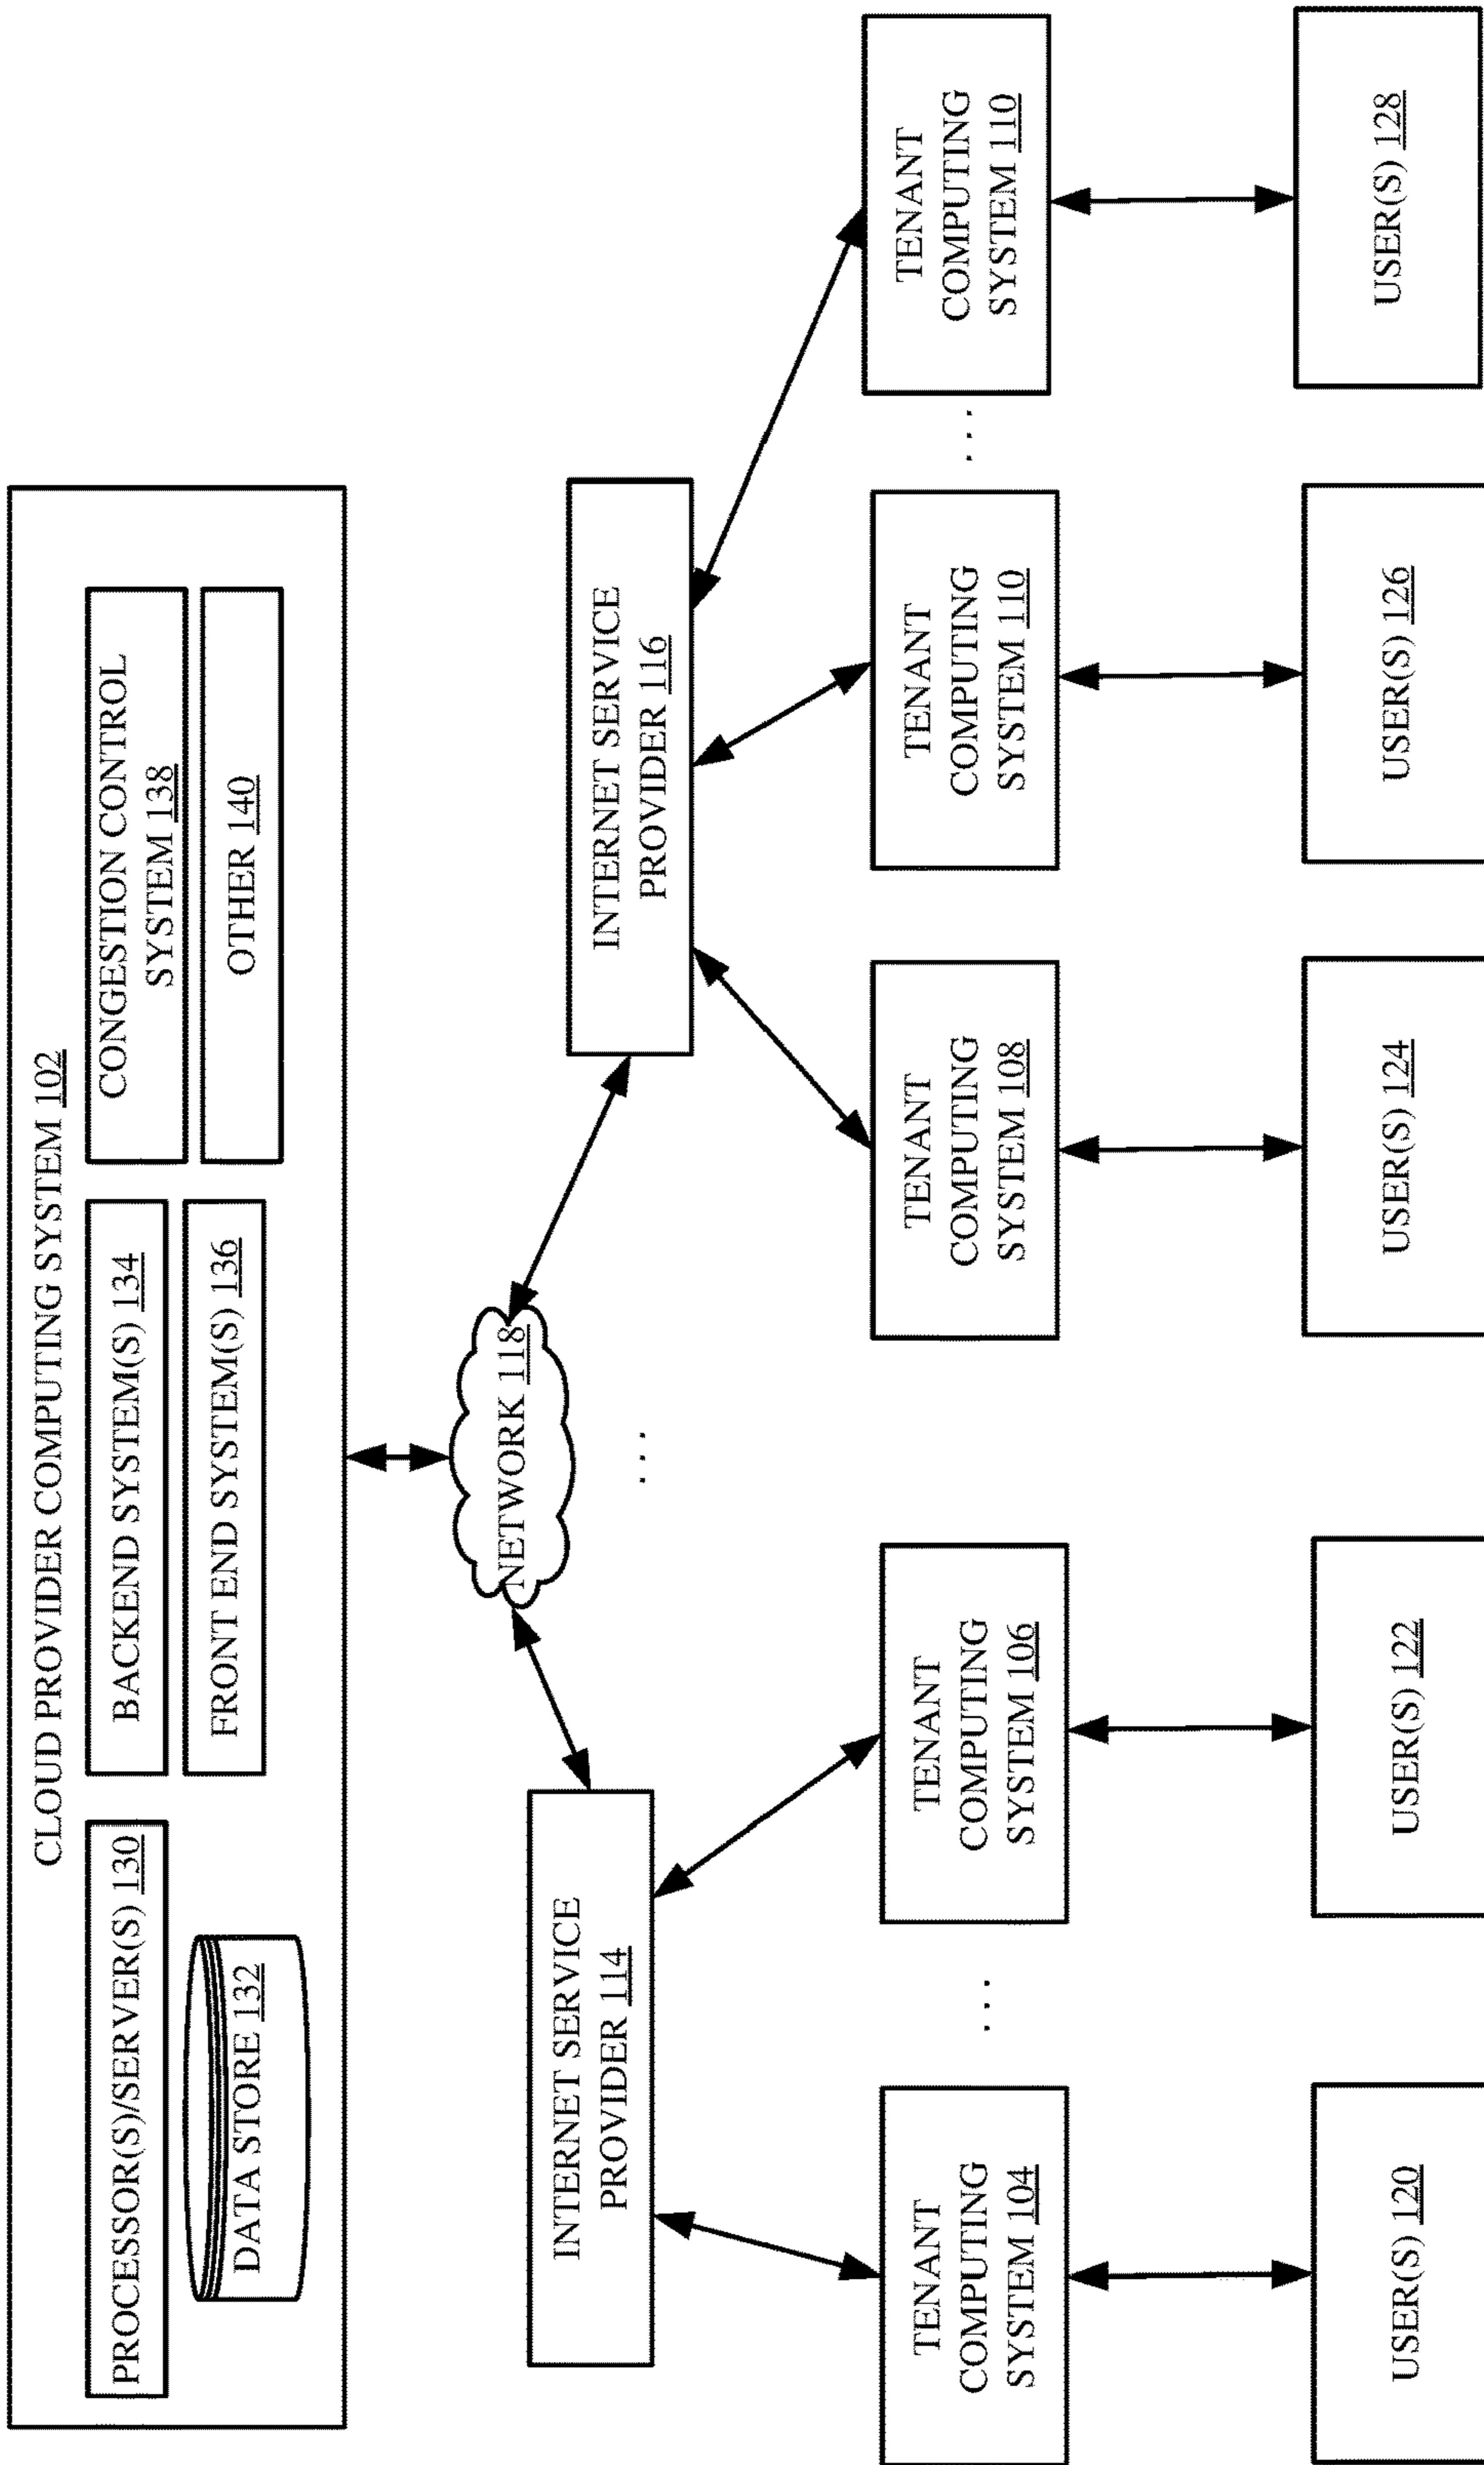 CLOUD PROVIDER COMPUTING SYSTEM 102
PROCESSOR(S)/SERVER(S) 130
DATA STORE 132
BACKEND SYSTEM(S) 134
FRONT END SYSTEM(S) 136
CONGESTION CONTROL
SYSTEM 138
OTHER 140
NETWORK 118
. . .
INTERNET SERVICE
PROVIDER 114
INTERNET SERVICE
PROVIDER 116
TENANT
COMPUTING
SYSTEM 104
. . .
TENANT
COMPUTING
SYSTEM 106
TENANT
COMPUTING
SYSTEM 108
TENANT
COMPUTING
SYSTEM 110
. . .
TENANT
COMPUTING
SYSTEM 110
USER(S) 120
USER(S) 122
USER(S) 124
USER(S) 126
USER(S) 128